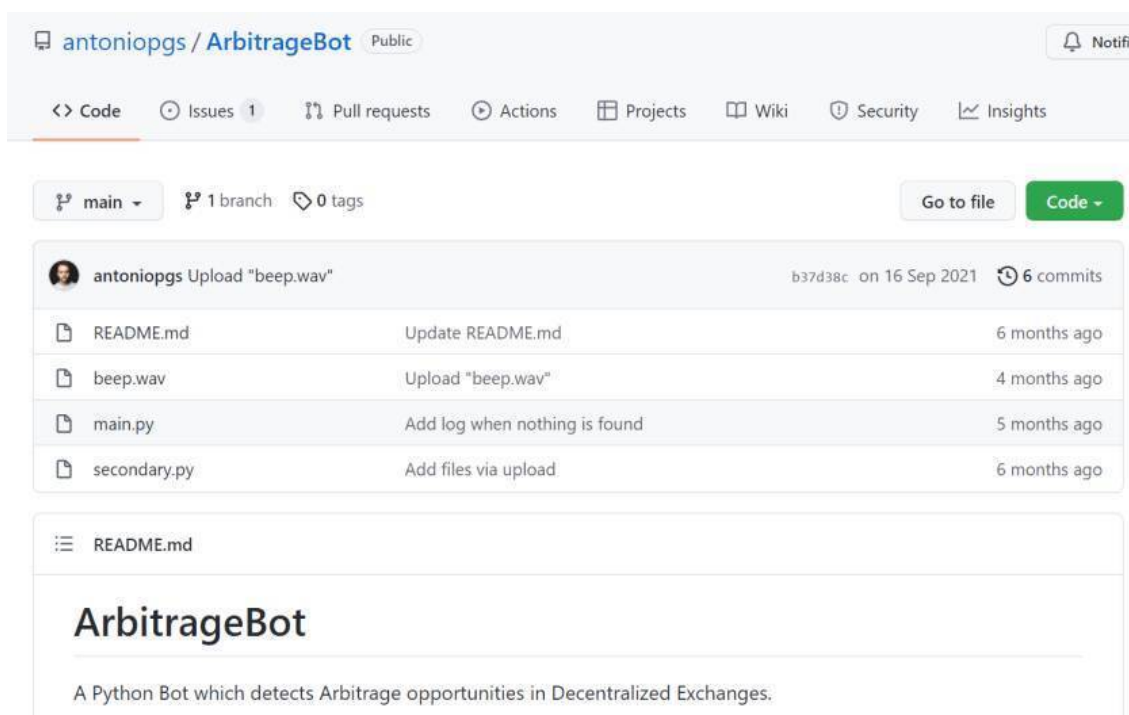 antoniopgs / ArbitrageBot Public
<> Code Issues 1 Pull requests Actions Projects Wiki Security Insights
main 1 branch 0 tags Go to file Code
antoniopgs Upload "beep.wav" b37d38c on 16 Sep 2021 6 commits
README.md Update README.md 6 months ago
beep.wav Upload "beep.wav" 4 months ago
main.py Add log when nothing is found 5 months ago
secondary.py Add files via upload 6 months ago
README.md
ArbitrageBot
A Python Bot which detects Arbitrage opportunities in Decentralized Exchanges.